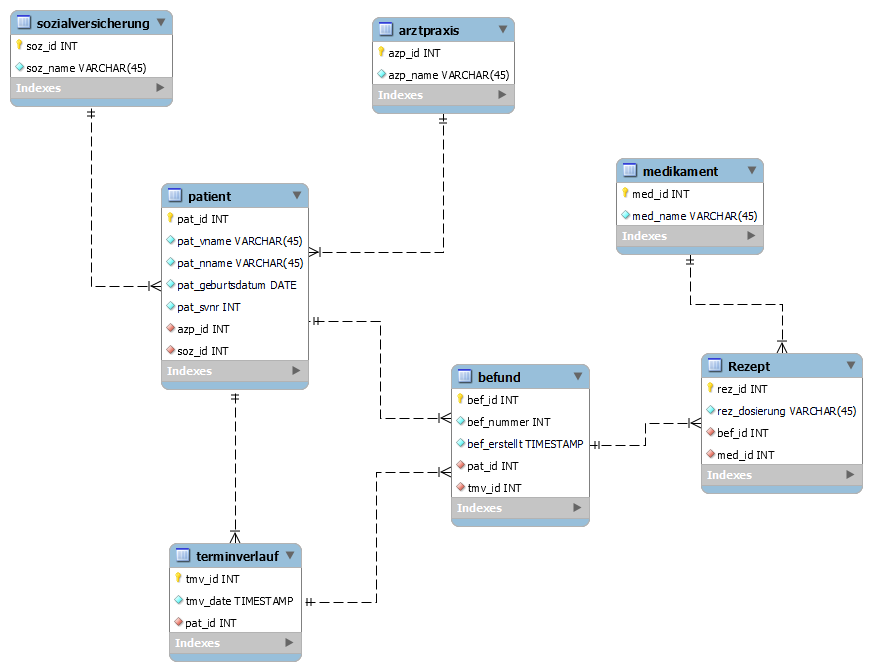 sozialversicherung
soz_id INT
soz_name VARCHAR(45)
Indexes
arztpraxis
azp_id INT
azp_name VARCHAR(45)
Indexes
medikament
med_id INT
med_name VARCHAR(45)
Indexes
patient
pat_id INT
pat_vname VARCHAR(45)
pat_nname VARCHAR(45)
pat_geburtsdatum DATE
pat_svnr INT
azp_id INT
soz_id INT
Indexes
befund
bef_id INT
bef_nummer INT
bef_erstellt TIMESTAMP
pat_id INT
tmv_id INT
Indexes
Rezept
rez_id INT
rez_dosierung VARCHAR(45)
bef_id INT
med_id INT
Indexes
terminverlauf
tmv_id INT
tmv_date TIMESTAMP
pat_id INT
Indexes